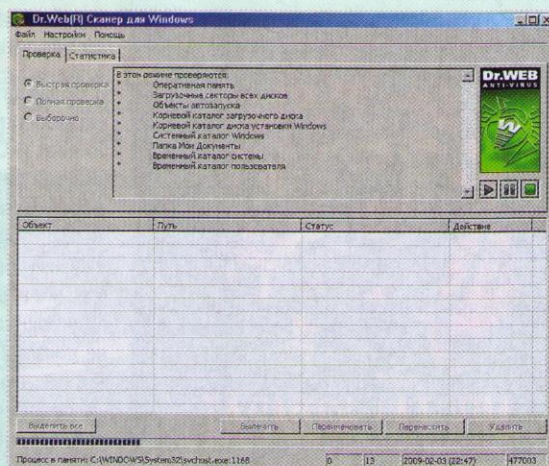 Dr.Web(R) Сканер для Windows
Файл Настройки Помощь
Проверка Статистика
Быстрая проверка
Полная проверка
Выборочно
В этом режиме проверяются:
* Оперативная память
* Загрузочные секторы всех дисков
* Объекты автозапуска
* Корневой каталог загрузочного диска
* Корневой каталог диска установки Windows
* Системный каталог Windows
* Папка Мои Документы
* Временный каталог системы
* Временный каталог пользователя
Dr.WEB
ANTI-VIRUS
W
Объект Путь Статус Действие
Выделить все Вылечить Переименовать Переместить Удалить
Процесс в памяти: C:\WINDOWS\System32\svchost.exe:1168 0 13 2009-02-03 (22:47) 477003